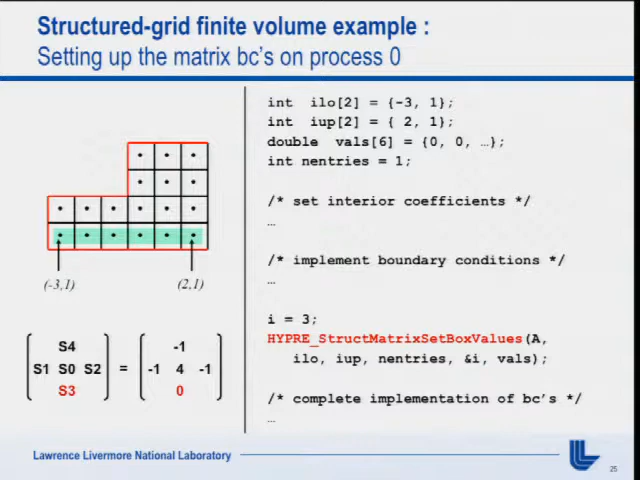 Structured-grid finite volume example :
Setting up the matrix bc's on process 0
int ilo[2] = {-3, 1};
int iup[2] = { 2, 1};
double vals[6] = {0, 0, …};
int nentries = 1;
/* set interior coefficients */
…
/* implement boundary conditions */
…
i = 3;
HYPRE_StructMatrixSetBoxValues(A,
ilo, iup, nentries, &i, vals);
/* complete implementation of bc's */
…
(-3,1) (2,1)
S4
S1 S0 S2
S3
=
-1
-1 4 -1
0
Lawrence Livermore National Laboratory
25